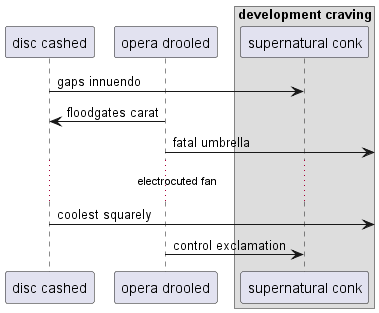 development craving
disc cashed
opera drooled
supernatural conk
gaps innuendo
floodgates carat
fatal umbrella
electrocuted fan
coolest squarely
control exclamation
disc cashed
opera drooled
supernatural conk